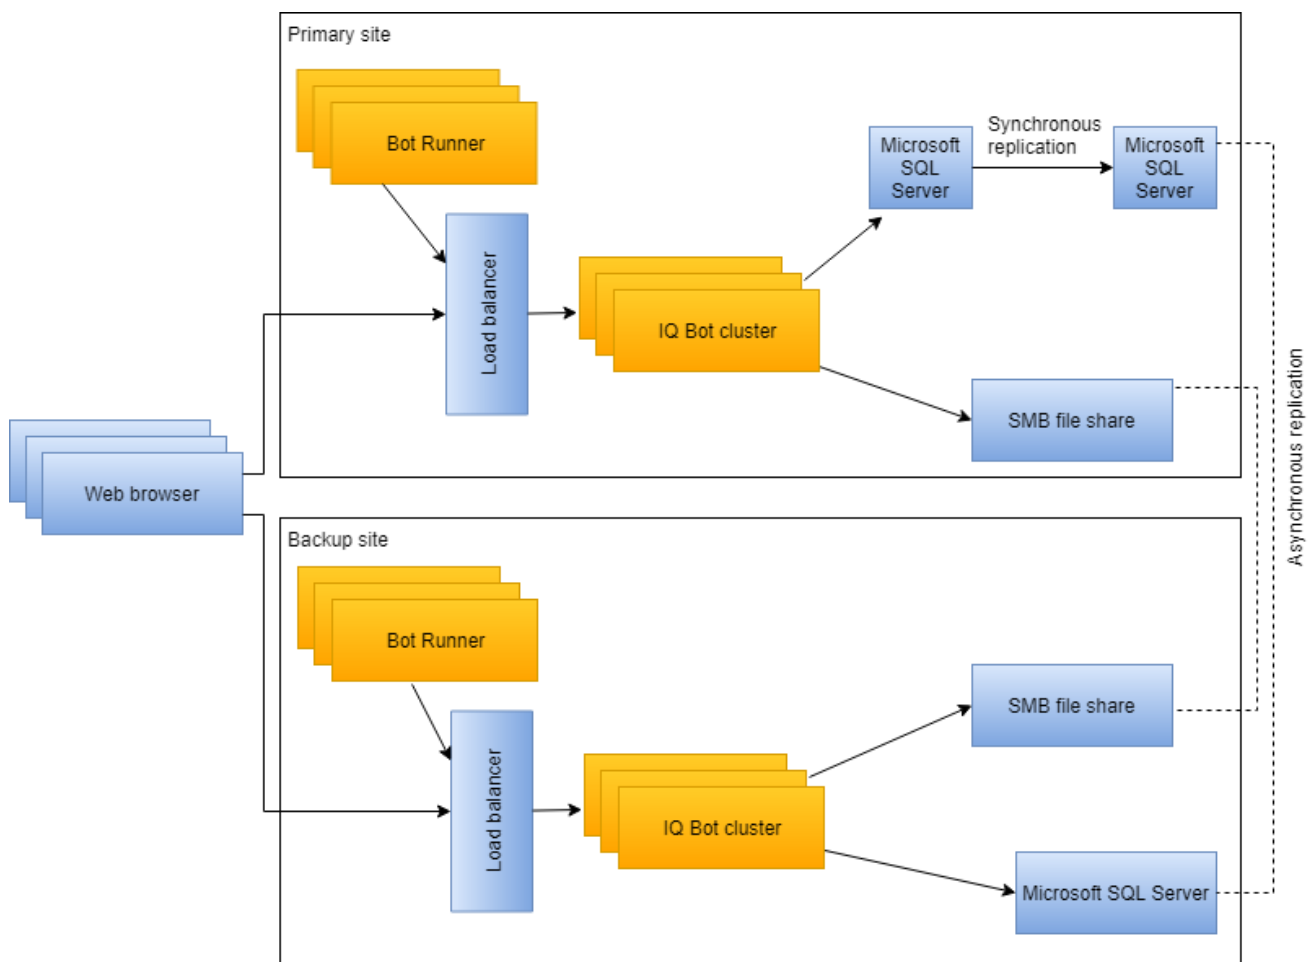 Primary site
Bot Runner
Synchronous
replication
Microsoft
SQL
Server
Microsoft
SQL
Server
Load balancer
IQ Bot cluster
SMB file share
Web browser
Asynchronous replication
Backup site
Bot Runner
Load balancer
SMB file share
IQ Bot cluster
Microsoft SQL Server